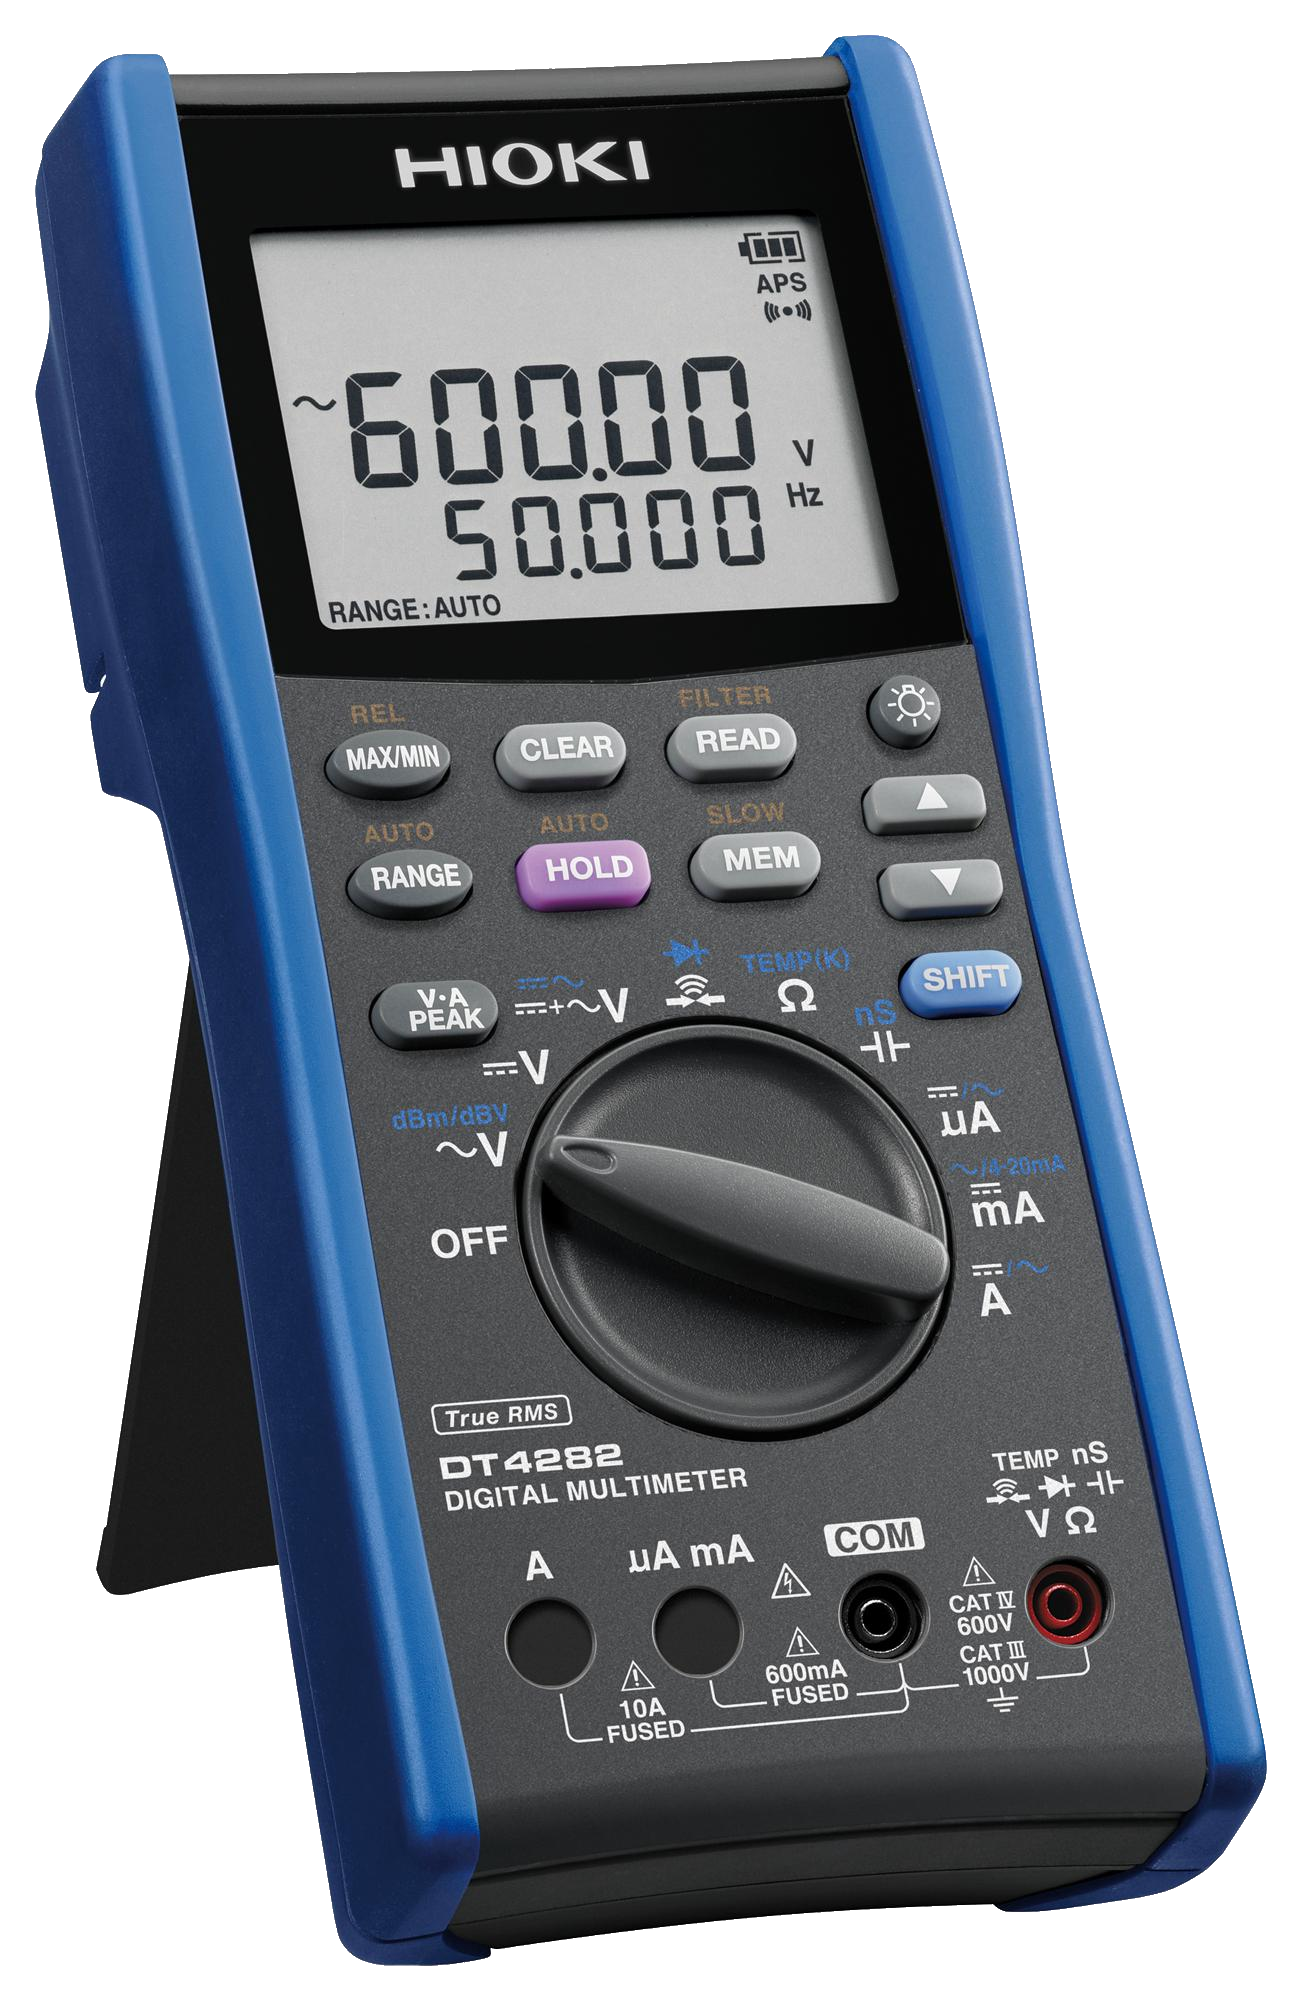 HIOKI
APS
~600.00 V
50.000 Hz
RANGE:AUTO
REL
MAX/MIN
CLEAR
FILTER
READ
AUTO
RANGE
AUTO
HOLD
SLOW
MEM
SHIFT
V·A
PEAK
V
TEMP(K)
Ω
nS
V
dBm/dBV
~V
OFF
μA
~/4-20mA
mA
A
True RMS
DT4282
DIGITAL MULTIMETER
TEMP nS
V Ω
A
μA mA
COM
CAT IV
600V
CAT III
1000V
600mA
FUSED
10A
FUSED